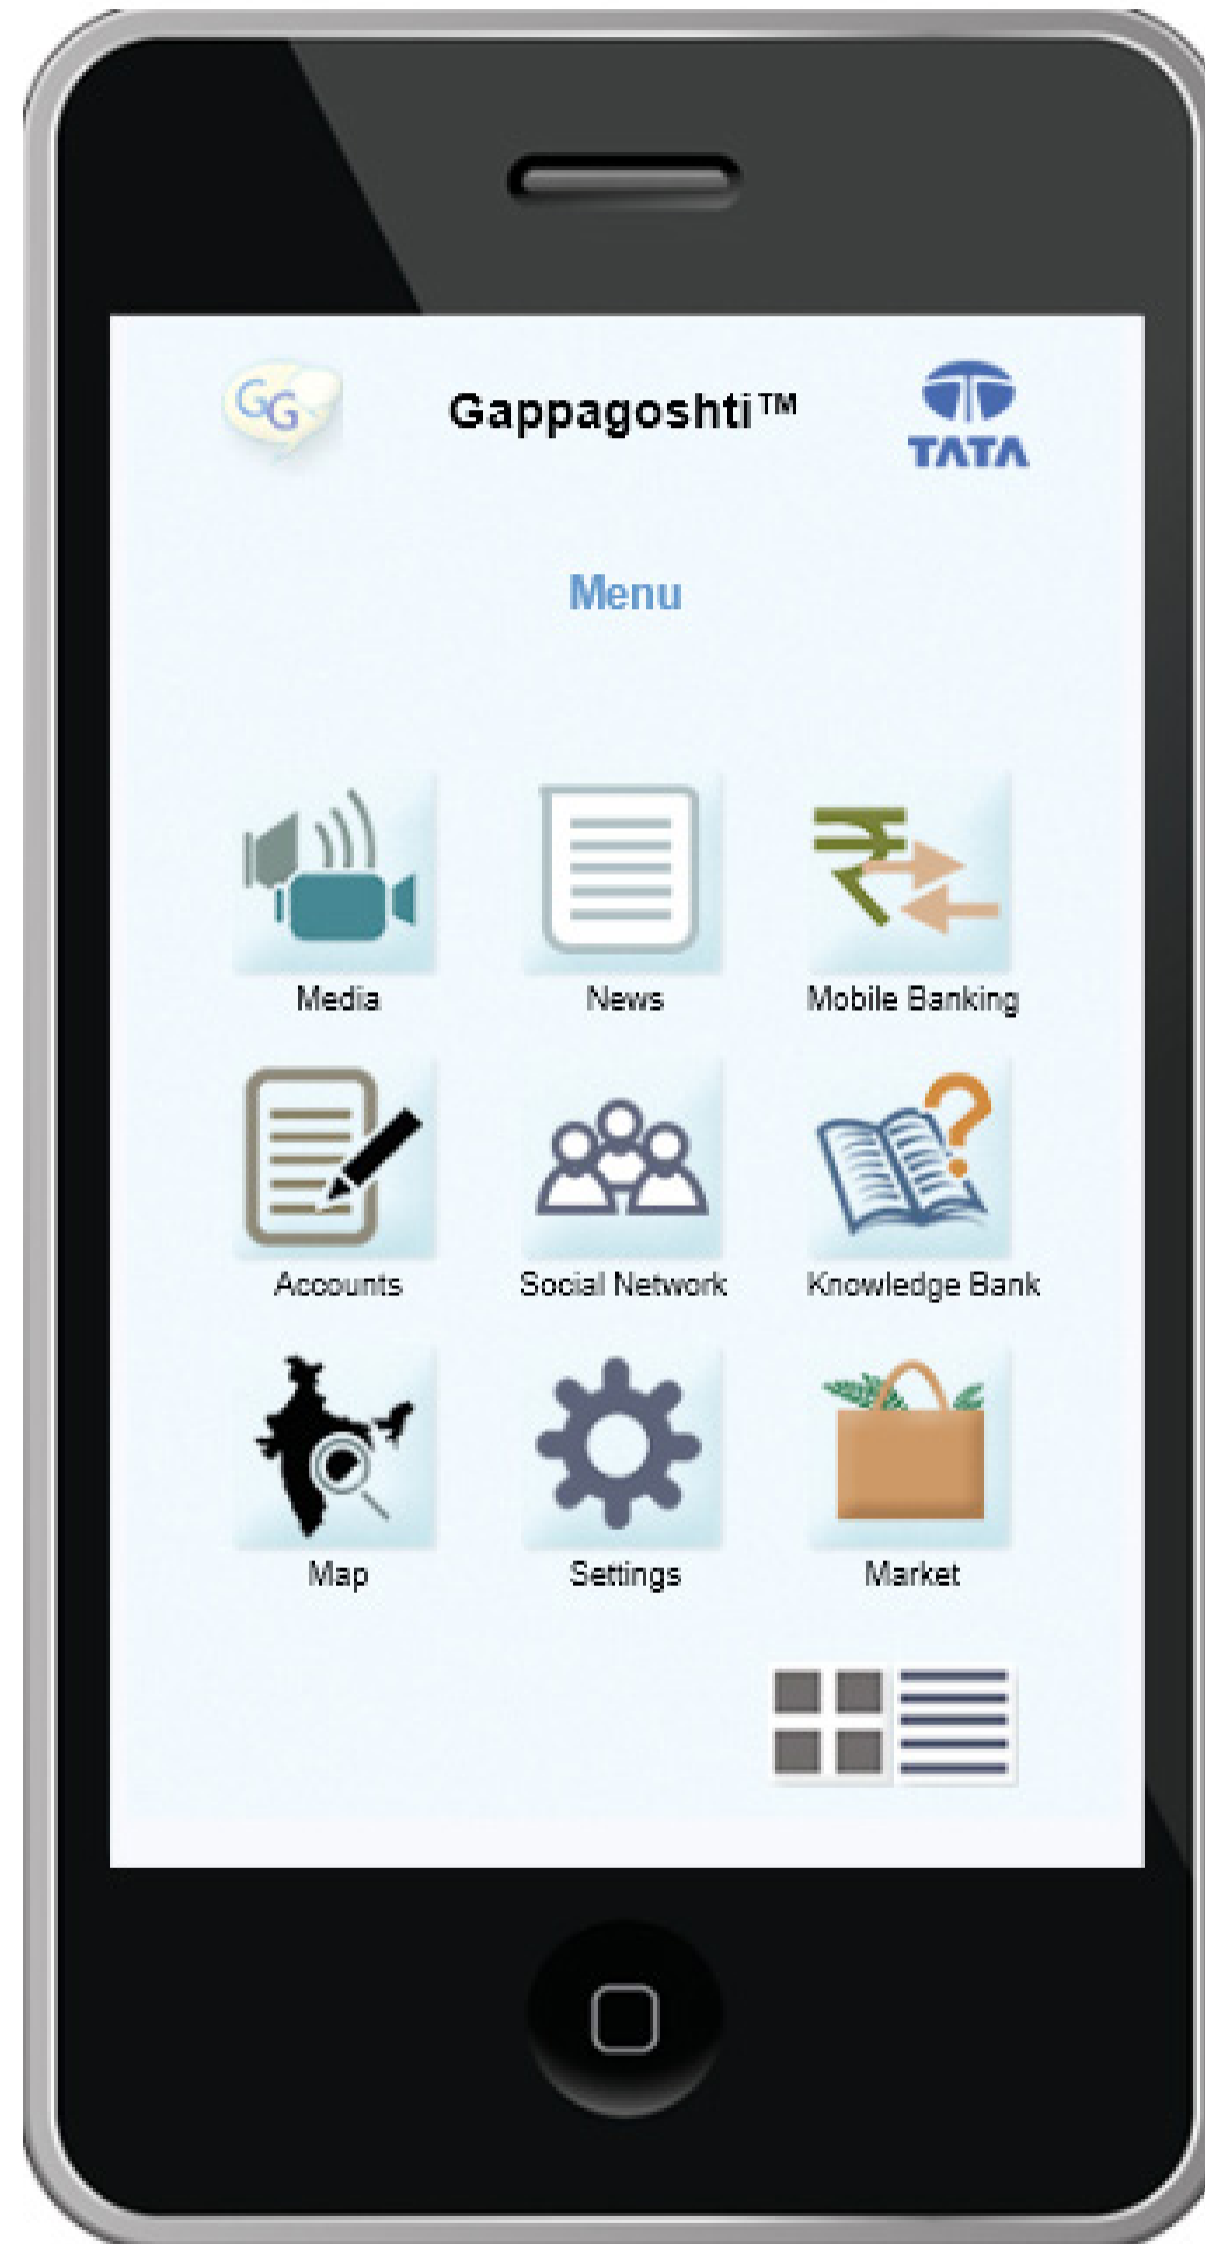 GG
Gappagoshti™
TATA
Menu
Media
News
Mobile Banking
Accounts
Social Network
Knowledge Bank
Map
Settings
Market